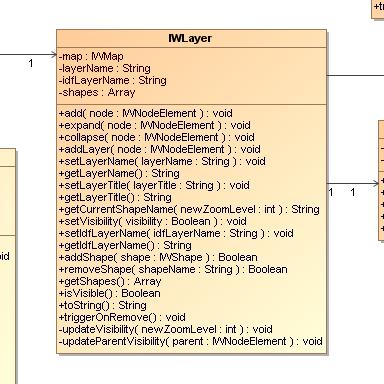 IWLayer
-map : IWMap
-layerName : String
-idfLayerName : String
-shapes : Array
+add( node : IWNodeElement ) : void
+expand( node : IWNodeElement ) : void
+collapse( node : IWNodeElement ) : void
+addLayer( node : IWNodeElement ) : void
+setLayerName( layerName : String ) : void
+getLayerName() : String
+setLayerTitle( layerTitle : String ) : void
+getLayerTitle() : String
+getCurrentShapeName( newZoomLevel : int ) : String
+setVisibility( visibility : Boolean ) : void
+setIdfLayerName( idfLayerName : String ) : void
+getIdfLayerName() : String
+addShape( shape : IWShape ) : Boolean
+removeShape( shapeName : String ) : Boolean
+getShapes() : Array
+isVisible() : Boolean
+toString() : String
+triggerOnRemove() : void
-updateVisibility( newZoomLevel : int ) : void
-updateParentVisibility( parent : IWNodeElement ) : void
1
1 1